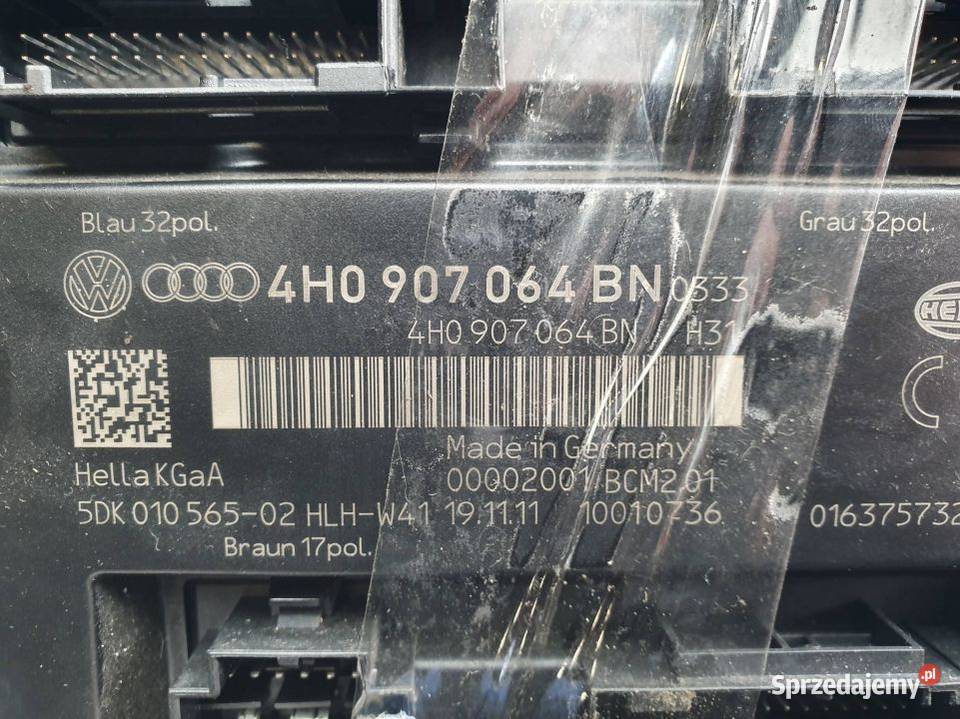 Blau 32pol.
Grau 32pol.
4H0 907 064 BN 0333
4H0 907 064 BN H31
Made in Germany
Hella KGaA
00002001 BCM2 01
5DK 010 565-02 HLH-W41 19.11.11 10010736 016375732
Braun 17pol.
Sprzedajemy.pl